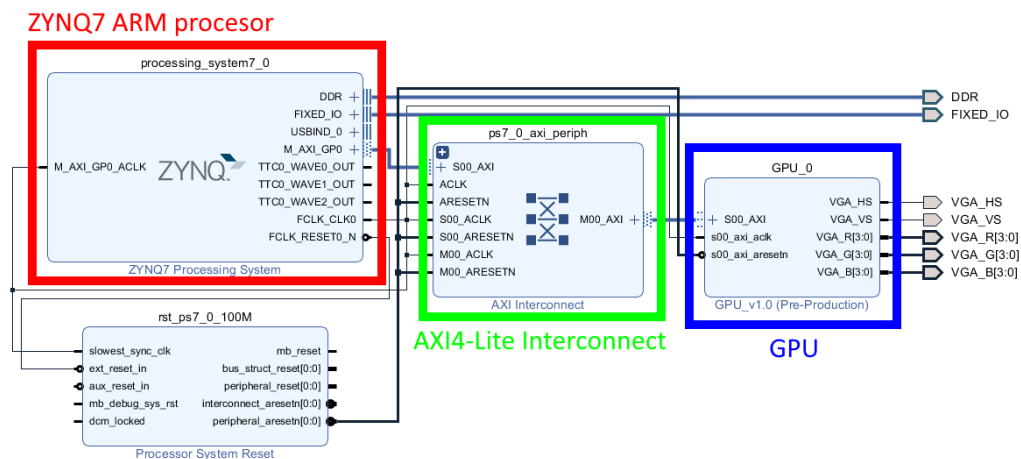 ZYNQ7 ARM procesor
processing_system7_0
DDR
FIXED_IO
USBIND_0
M_AXI_GP0
M_AXI_GP0_ACLK
ZYNQ
TTC0_WAVE0_OUT
TTC0_WAVE1_OUT
TTC0_WAVE2_OUT
FCLK_CLK0
FCLK_RESET0_N
ZYNQ7 Processing System
ps7_0_axi_periph
S00_AXI
ACLK
ARESETN
S00_ACLK
S00_ARESETN
M00_ACLK
M00_ARESETN
M00_AXI
AXI Interconnect
AXI4-Lite Interconnect
GPU_0
S00_AXI
s00_axi_aclk
s00_axi_aresetn
VGA_HS
VGA_VS
VGA_R[3:0]
VGA_G[3:0]
VGA_B[3:0]
GPU_v1.0 (Pre-Production)
GPU
DDR
FIXED_IO
VGA_HS
VGA_VS
VGA_R[3:0]
VGA_G[3:0]
VGA_B[3:0]
rst_ps7_0_100M
slowest_sync_clk
ext_reset_in
aux_reset_in
mb_debug_sys_rst
dcm_locked
mb_reset
bus_struct_reset[0:0]
peripheral_reset[0:0]
interconnect_aresetn[0:0]
peripheral_aresetn[0:0]
Processor System Reset